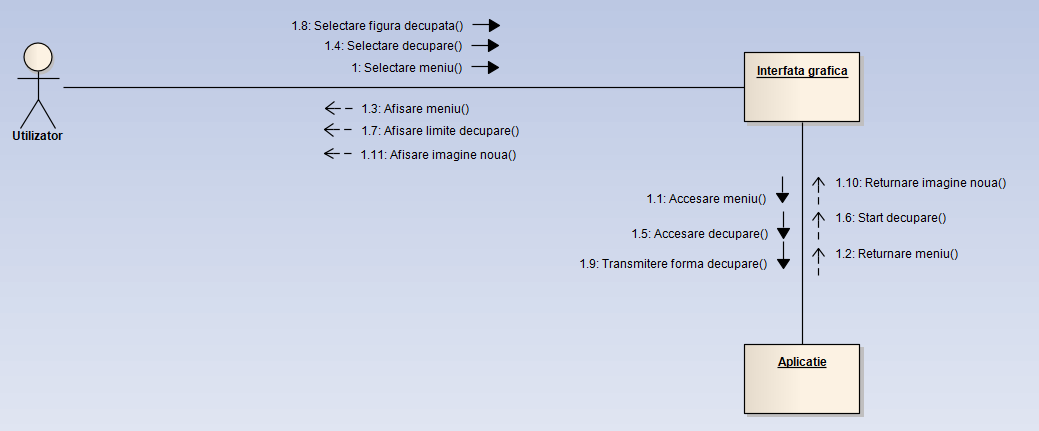 1.8: Selectare figura decupata()
1.4: Selectare decupare()
1: Selectare meniu()
Utilizator
Interfata grafica
1.3: Afisare meniu()
1.7: Afisare limite decupare()
1.11: Afisare imagine noua()
1.1: Accesare meniu()
1.5: Accesare decupare()
1.9: Transmitere forma decupare()
1.10: Returnare imagine noua()
1.6: Start decupare()
1.2: Returnare meniu()
Aplicatie